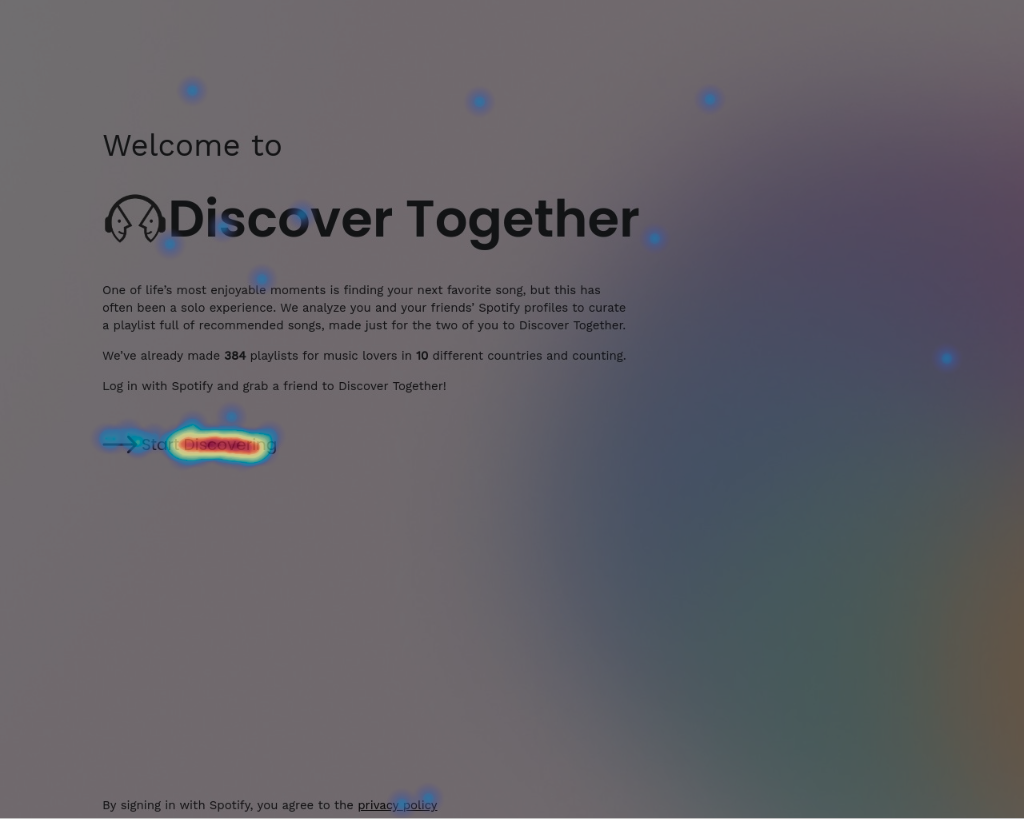 Welcome to
Discover Together
One of life's most enjoyable moments is finding your next favorite song, but this has
often been a solo experience. We analyze you and your friends' Spotify profiles to curate
a playlist full of recommended songs, made just for the two of you to Discover Together.
We've already made 384 playlists for music lovers in 10 different countries and counting.
Log in with Spotify and grab a friend to Discover Together!
Start Discovering
By signing in with Spotify, you agree to the privacy policy